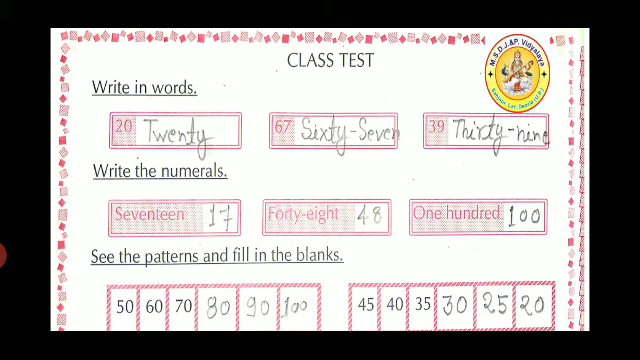 CLASS TEST
M.S.D.J.&P. Vidyalaya
Write in words.
20 Twenty 67 Sixty-Seven 39 Thirty-nine
Write the numerals.
Seventeen 17 Forty-eight 48 One hundred 100
See the patterns and fill in the blanks.
50 60 70 80 90 100 45 40 35 30 25 20